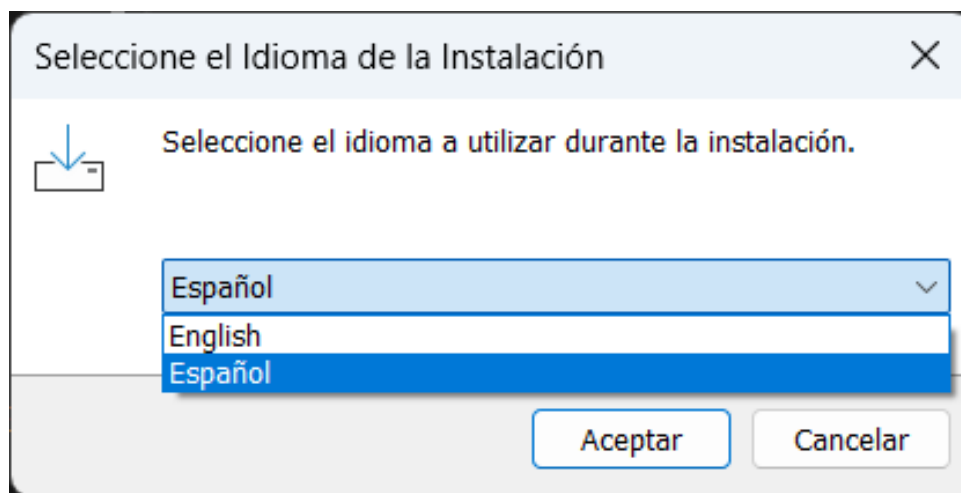 Seleccione el Idioma de la Instalación
Seleccione el idioma a utilizar durante la instalación.
Español
English
Español
Aceptar
Cancelar